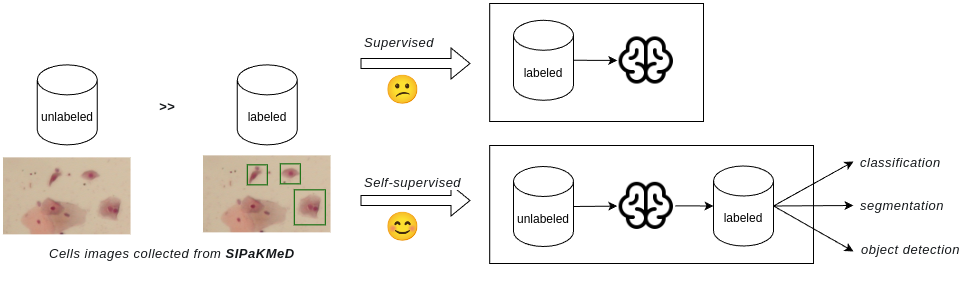 unlabeled
>>
labeled
Cells images collected from SIPaKMeD
Supervised
labeled
Self-supervised
unlabeled
labeled
classification
segmentation
object detection